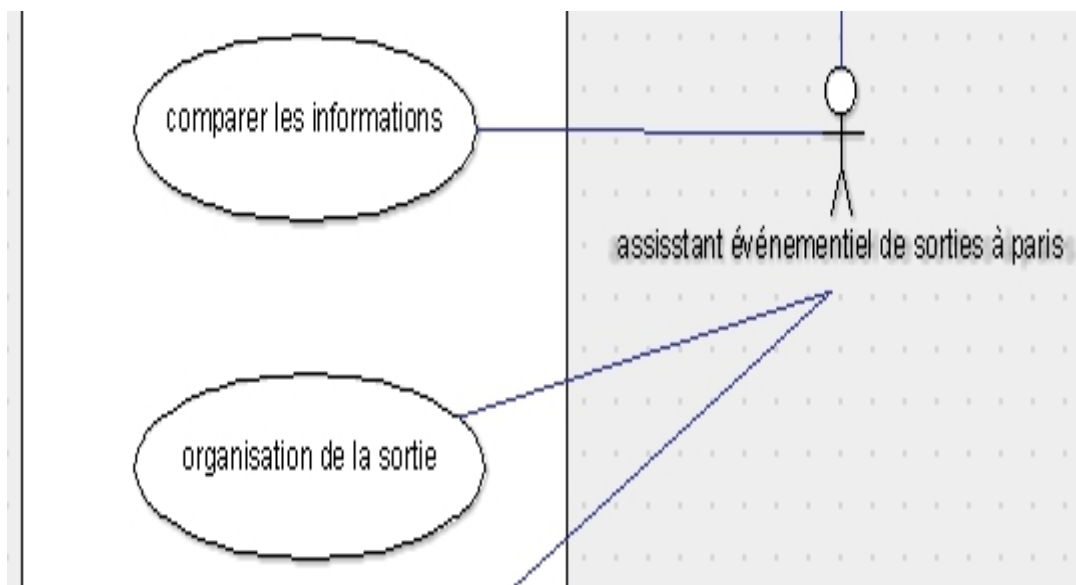 comparer les informations
assisstant événementiel de sorties à paris
organisation de la sortie